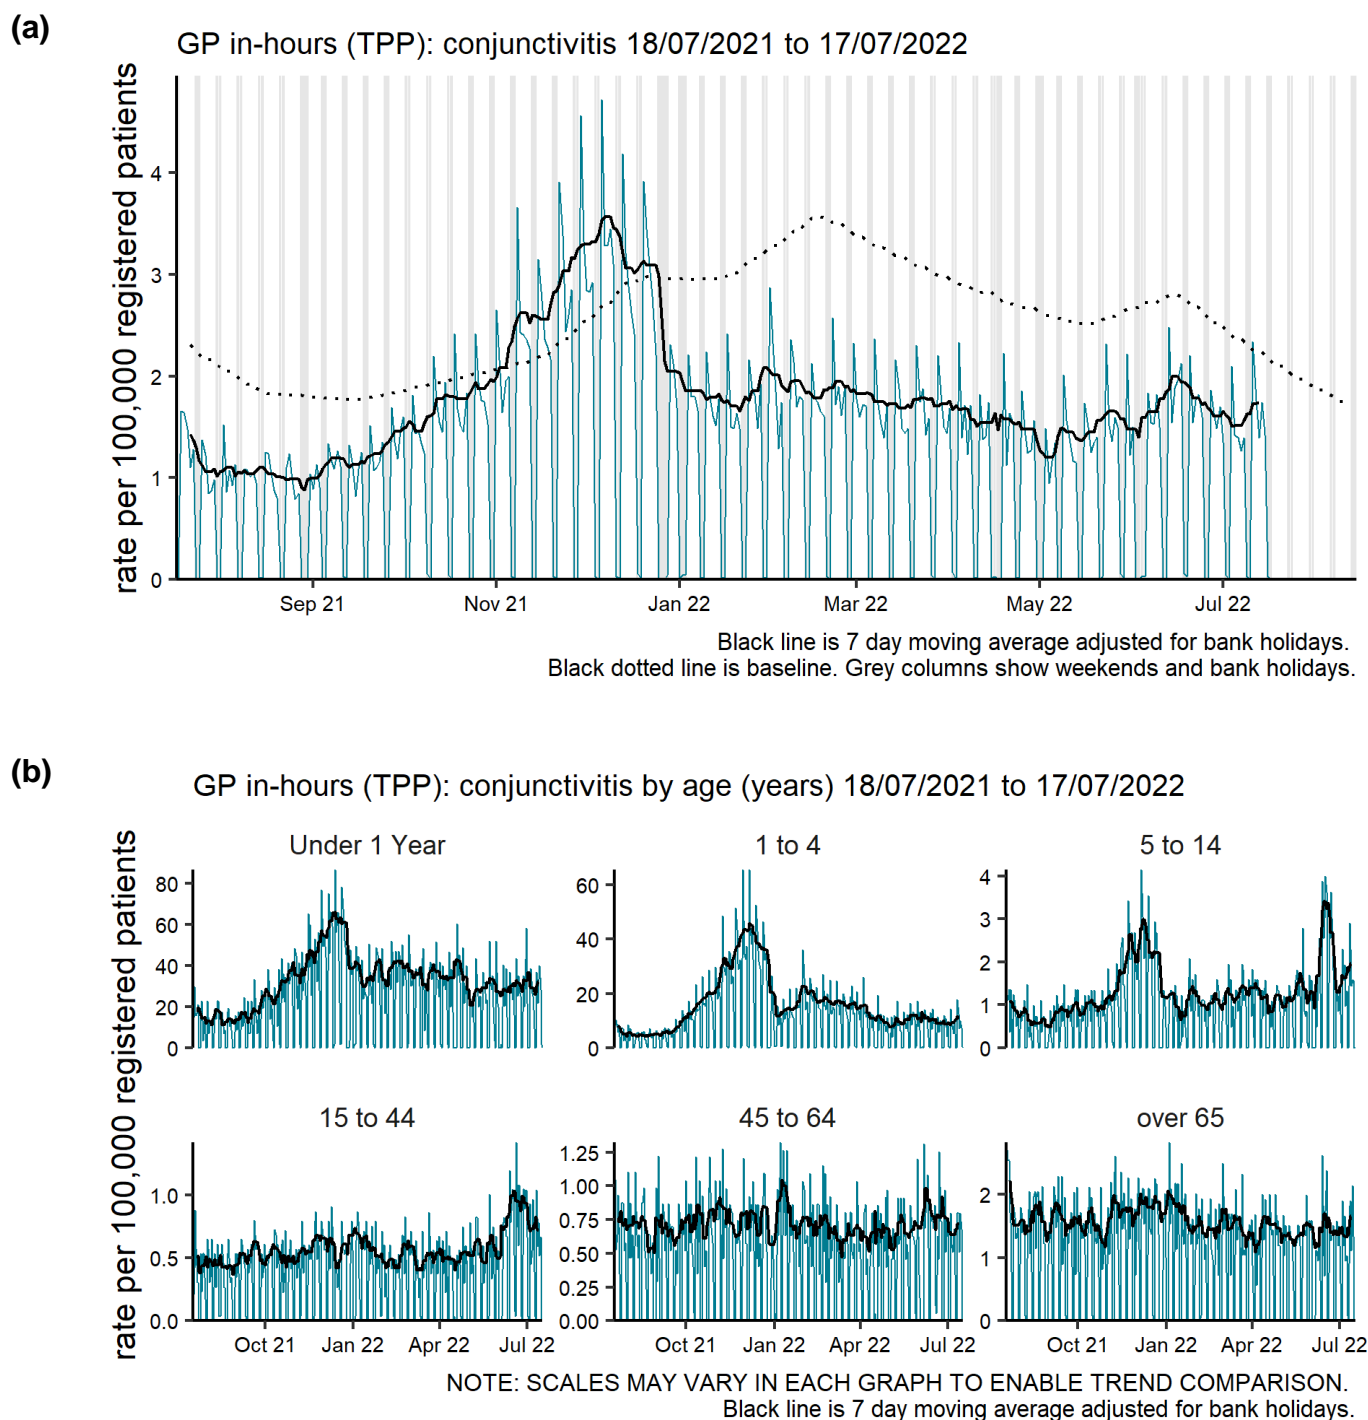 (a)
GP in-hours (TPP): conjunctivitis 18/07/2021 to 17/07/2022
rate per 100,000 registered patients
4
3
2
1
0
Sep 21 Nov 21 Jan 22 Mar 22 May 22 Jul 22
Black line is 7 day moving average adjusted for bank holidays.
Black dotted line is baseline. Grey columns show weekends and bank holidays.
(b)
GP in-hours (TPP): conjunctivitis by age (years) 18/07/2021 to 17/07/2022
rate per 100,000 registered patients
Under 1 Year
80
60
40
20
0
1 to 4
60
40
20
0
5 to 14
4
3
2
1
0
15 to 44
1.0
0.5
0.0
Oct 21 Jan 22 Apr 22 Jul 22
45 to 64
1.25
1.00
0.75
0.50
0.25
0.00
Oct 21 Jan 22 Apr 22 Jul 22
over 65
2
1
0
Oct 21 Jan 22 Apr 22 Jul 22
NOTE: SCALES MAY VARY IN EACH GRAPH TO ENABLE TREND COMPARISON.
Black line is 7 day moving average adjusted for bank holidays.